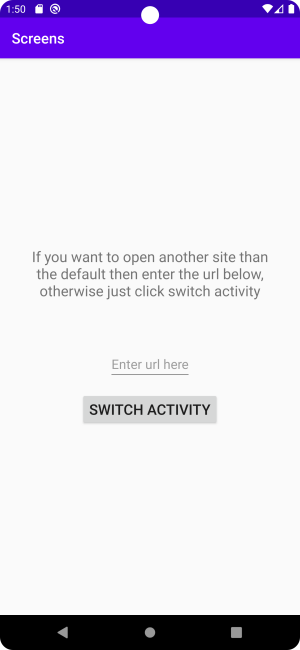 1:50
Screens
If you want to open another site than
the default then enter the url below,
otherwise just click switch activity
Enter url here
SWITCH ACTIVITY